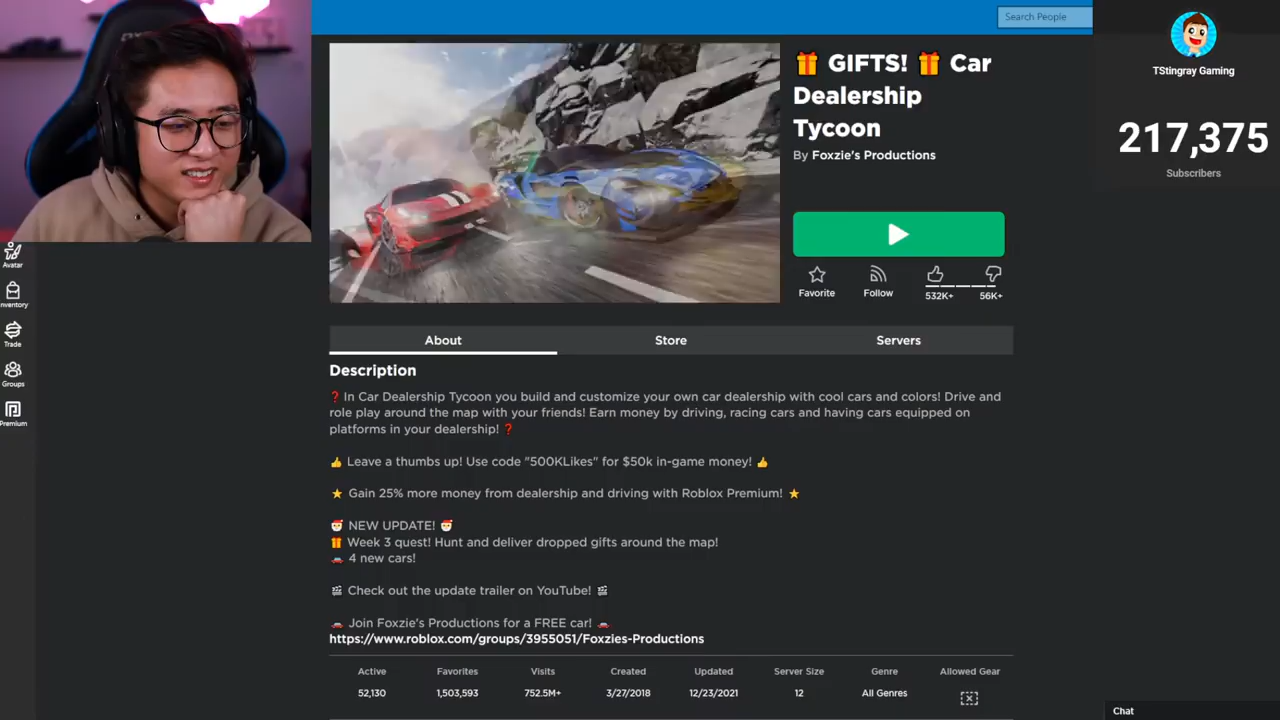 Search People
TStingray Gaming
217,375
Subscribers
🎁 GIFTS! 🎁 Car
Dealership
Tycoon
By Foxzie's Productions
Favorite
Follow
532K+
56K+
Avatar
nventory
Trade
Groups
Premium
About
Store
Servers
Description
❓ In Car Dealership Tycoon you build and customize your own car dealership with cool cars and colors! Drive and
role play around the map with your friends! Earn money by driving, racing cars and having cars equipped on
platforms in your dealership! ❓
👍 Leave a thumbs up! Use code "500KLikes" for $50k in-game money! 👍
⭐ Gain 25% more money from dealership and driving with Roblox Premium! ⭐
🎅 NEW UPDATE! 🎅
🎁 Week 3 quest! Hunt and deliver dropped gifts around the map!
🚗 4 new cars!
🎬 Check out the update trailer on YouTube! 🎬
🚗 Join Foxzie's Productions for a FREE car! 🚗
https://www.roblox.com/groups/3955051/Foxzies-Productions
Active Favorites Visits Created Updated Server Size Genre Allowed Gear
52,130 1,503,593 752.5M+ 3/27/2018 12/23/2021 12 All Genres
Chat